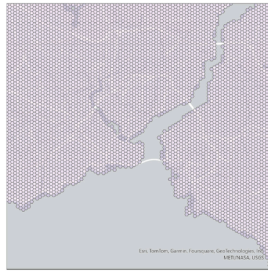 Esri, TomTom, Garmin, Foursquare, GeoTechnologies, Inc,
METI/NASA, USGS